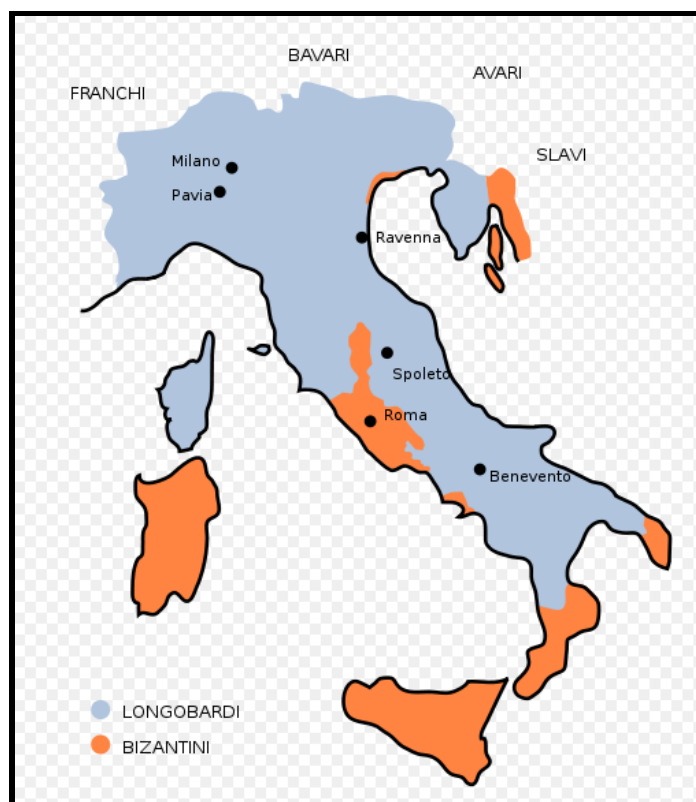 BAVARI
AVARI
FRANCHI
SLAVI
Milano
Pavia
Ravenna
Spoleto
Roma
Benevento
LONGOBARDI
BIZANTINI